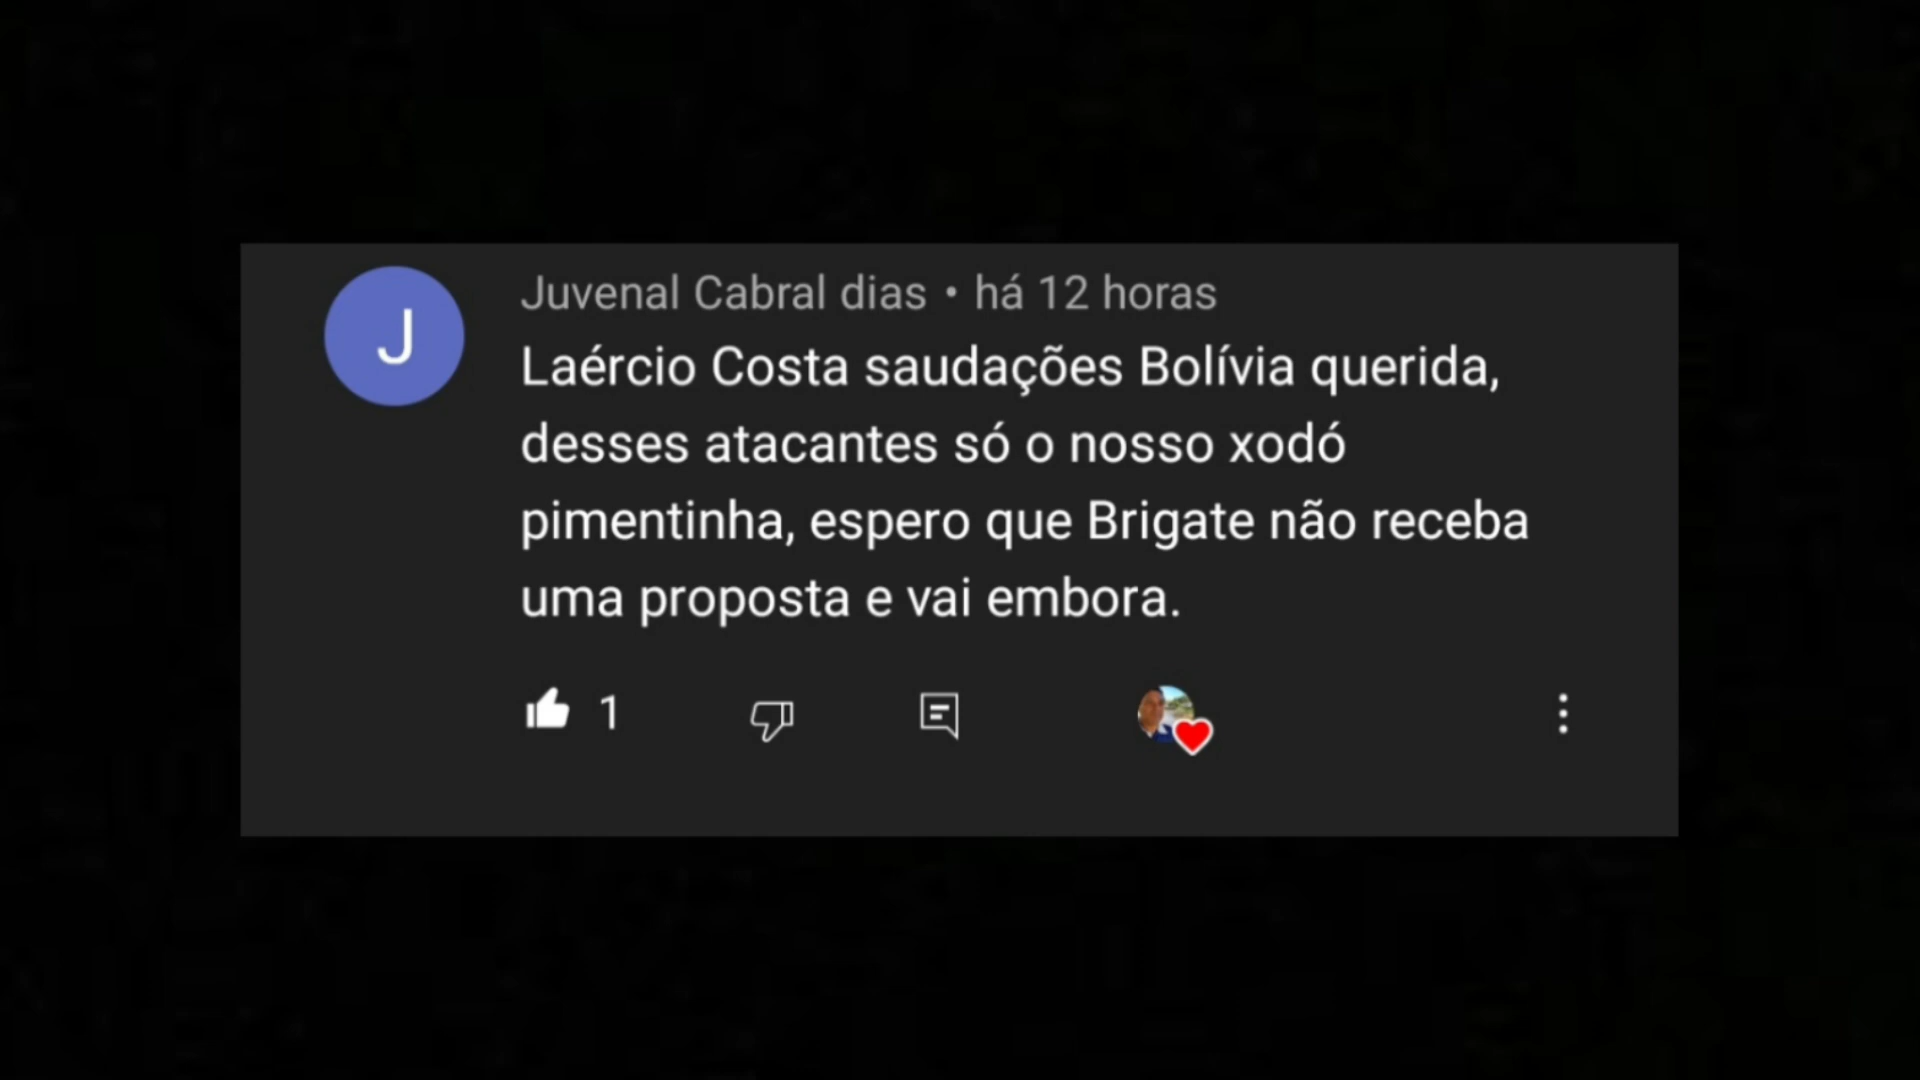 J
Juvenal Cabral dias • há 12 horas
Laércio Costa saudações Bolívia querida,
desses atacantes só o nosso xodó
pimentinha, espero que Brigate não receba
uma proposta e vai embora.
1